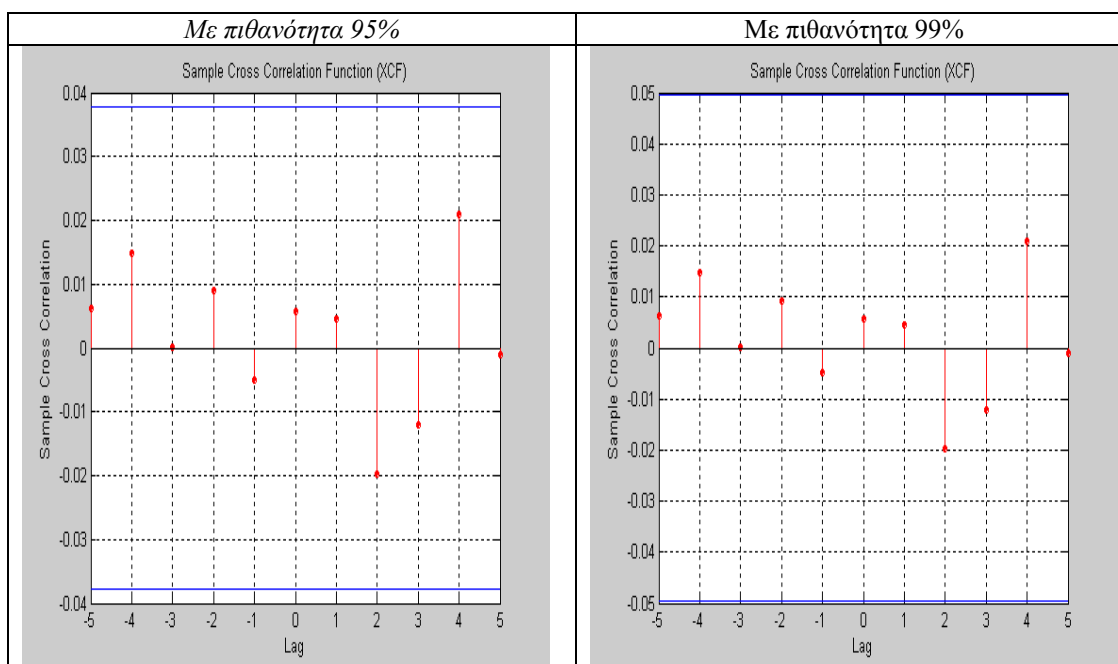 Με πιθανότητα 95%
Με πιθανότητα 99%
Sample Cross Correlation Function (XCF)
0.04
0.03
0.02
0.01
0
-0.01
-0.02
-0.03
-0.04
Sample Cross Correlation
-5 -4 -3 -2 -1 0 1 2 3 4 5
Lag
Sample Cross Correlation Function (XCF)
0.05
0.04
0.03
0.02
0.01
0
-0.01
-0.02
-0.03
-0.04
-0.05
Sample Cross Correlation
-5 -4 -3 -2 -1 0 1 2 3 4 5
Lag